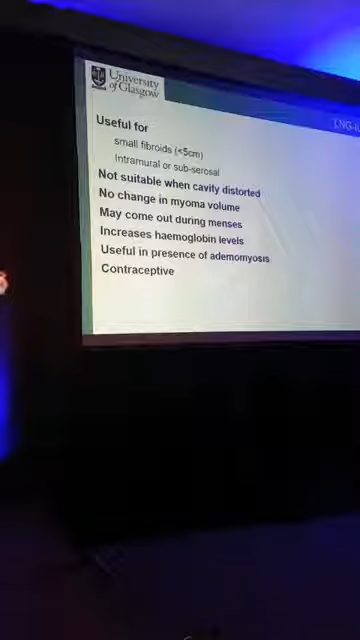 University
of Glasgow
Useful for
small fibroids (<5cm)
Intramural or sub-serosal
Not suitable when cavity distorted
No change in myoma volume
May come out during menses
Increases haemoglobin levels
Useful in presence of ademomyosis
Contraceptive